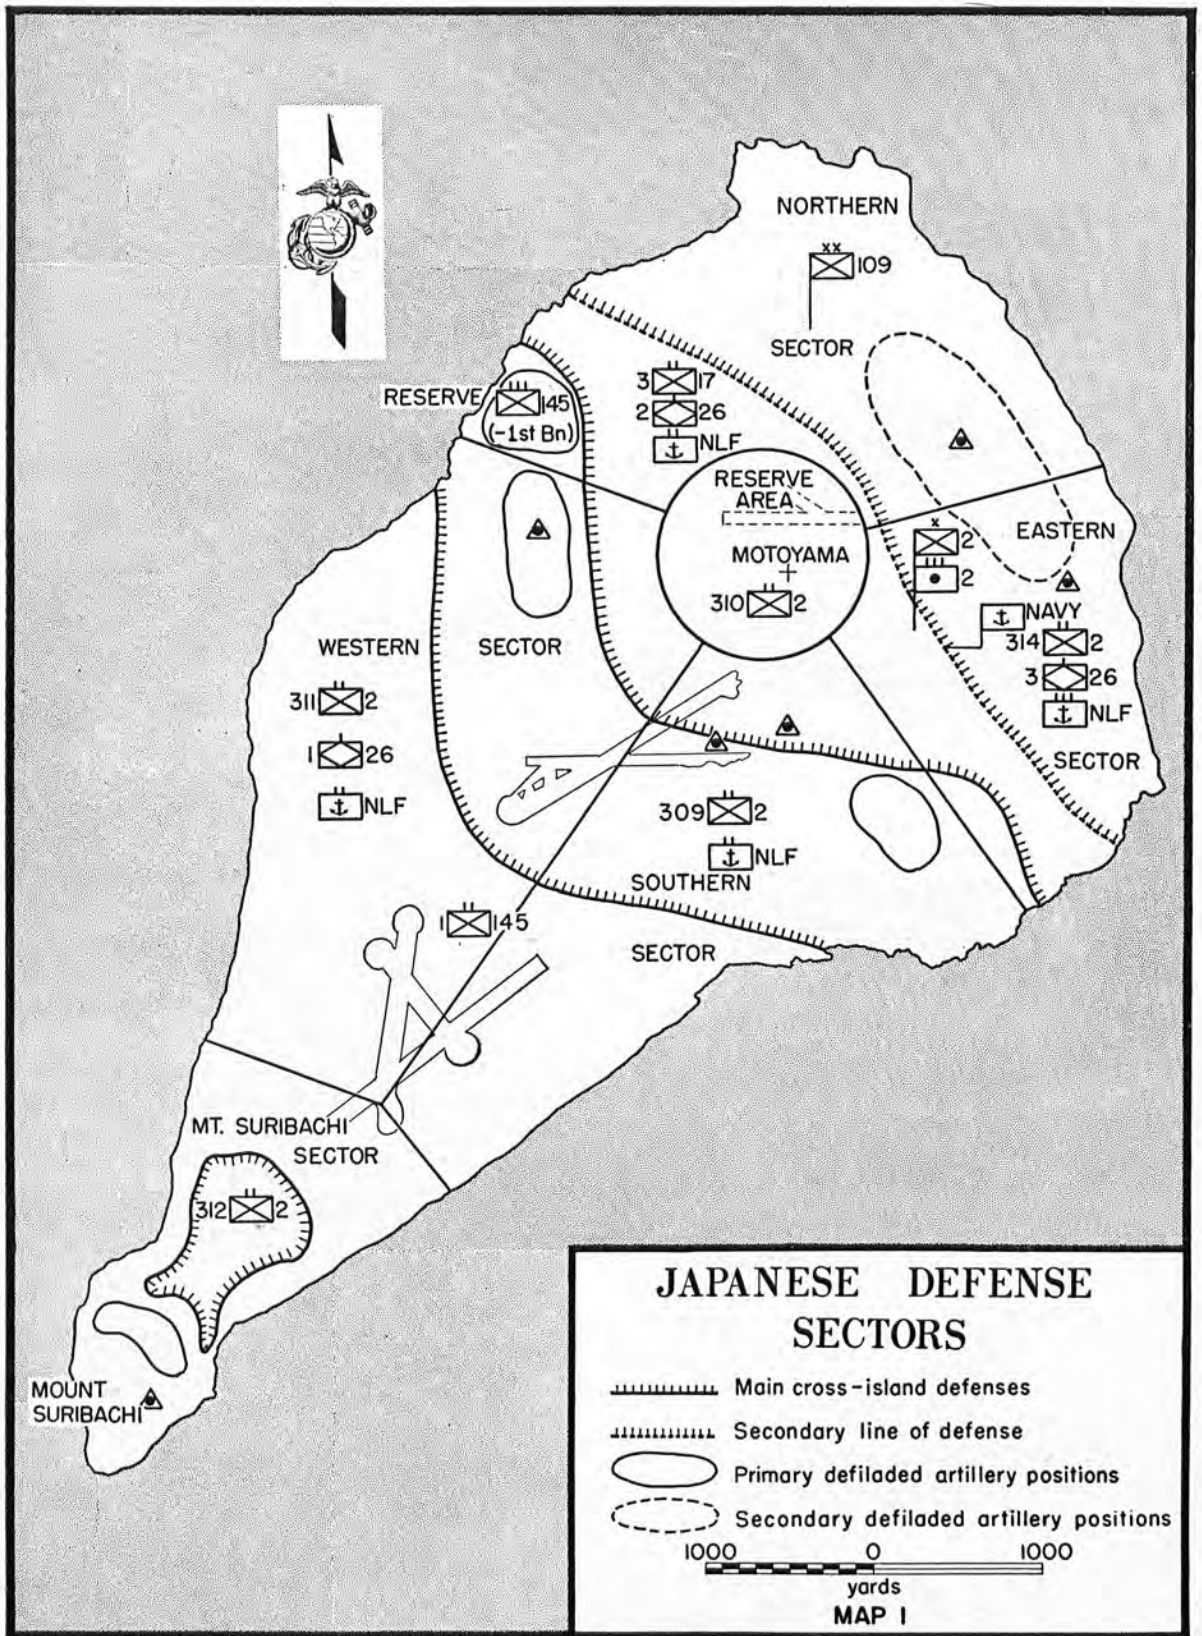 NORTHERN
xx
109
SECTOR
RESERVE
145
(-1st Bn)
3 17
2 26
NLF
RESERVE
AREA
MOTOYAMA
310 2
EASTERN
x
2
2
NAVY
314 2
3 26
NLF
SECTOR
WESTERN
SECTOR
311 2
1 26
NLF
309 2
NLF
SOUTHERN
SECTOR
1 145
MT. SURIBACHI
SECTOR
312 2
MOUNT
SURIBACHI
JAPANESE DEFENSE
SECTORS
Main cross-island defenses
Secondary line of defense
Primary defiladed artillery positions
Secondary defiladed artillery positions
1000 0 1000
yards
MAP I